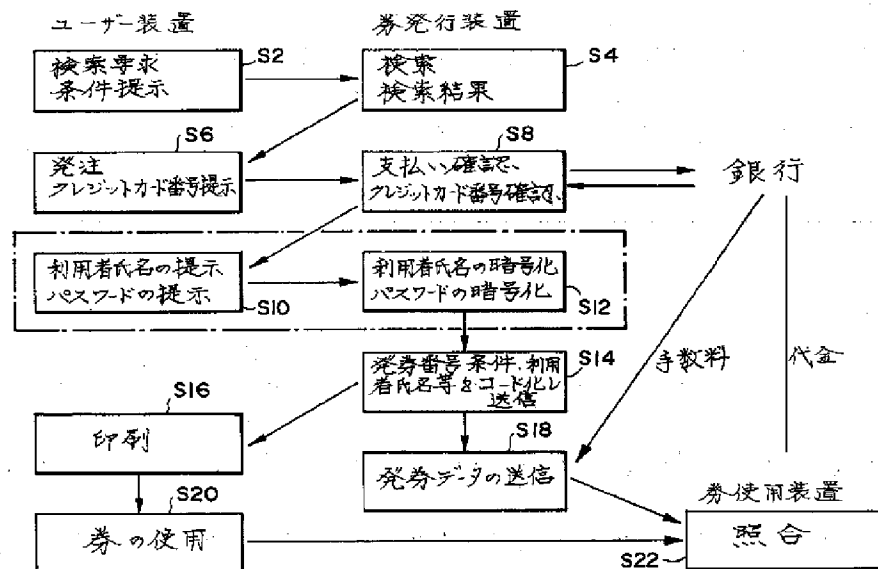 ユーザー装置
券発行装置
S2
S4
検索要求
条件提示
検索
検索結果
S6
S8
発注
クレジットカード番号提示
支払い確認、
クレジットカード番号確認、
銀行
利用者氏名の提示
パスワードの提示
S10
利用者氏名の暗号化
パスワードの暗号化
S12
発券番号条件、利用
者氏名等をコード化し
送信
S14
手数料
代金
S16
印刷
S18
発券データの送信
S20
券の使用
券使用装置
照合
S22